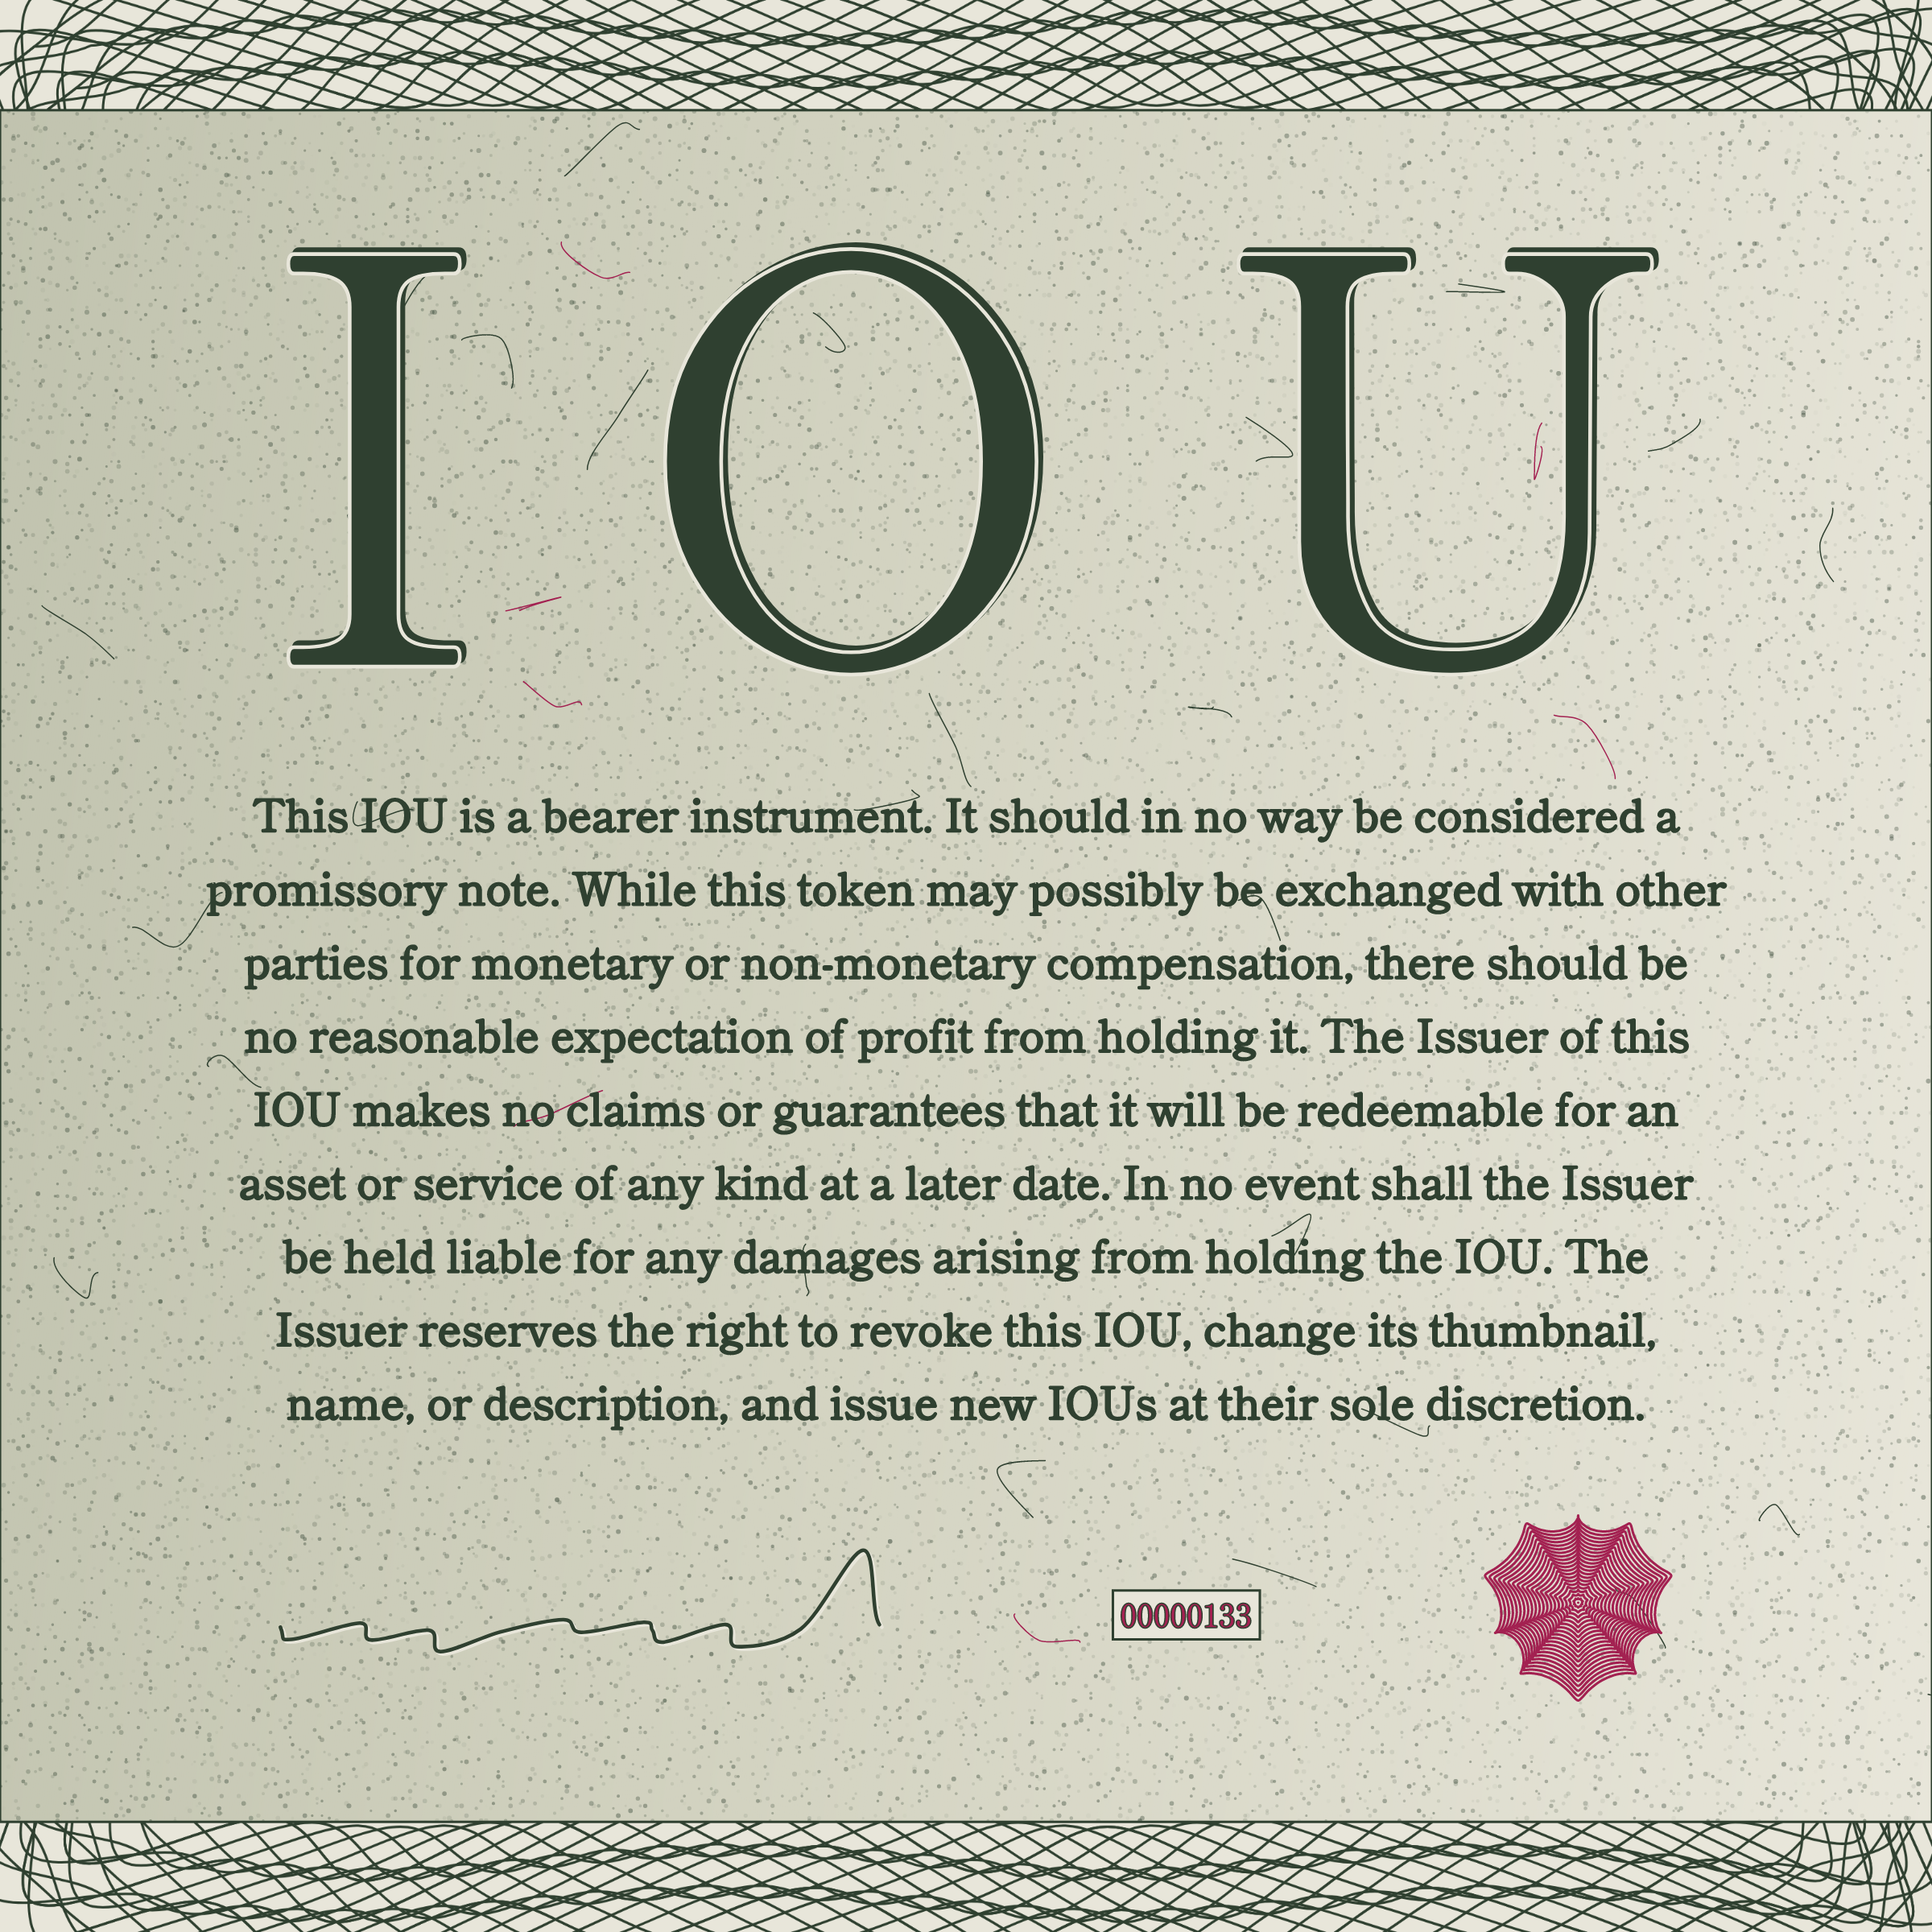 I O U
This IOU is a bearer instrument. It should in no way be considered a
promissory note. While this token may possibly be exchanged with other
parties for monetary or non-monetary compensation, there should be
no reasonable expectation of profit from holding it. The Issuer of this
IOU makes no claims or guarantees that it will be redeemable for an
asset or service of any kind at a later date. In no event shall the Issuer
be held liable for any damages arising from holding the IOU. The
Issuer reserves the right to revoke this IOU, change its thumbnail,
name, or description, and issue new IOUs at their sole discretion.
00000133